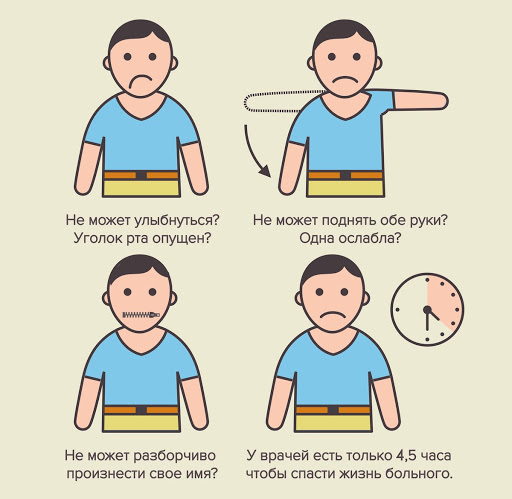 Не может улыбнуться?
Уголок рта опущен?
Не может поднять обе руки?
Одна ослабла?
Не может разборчиво
произнести свое имя?
У врачей есть только 4,5 часа
чтобы спасти жизнь больного.